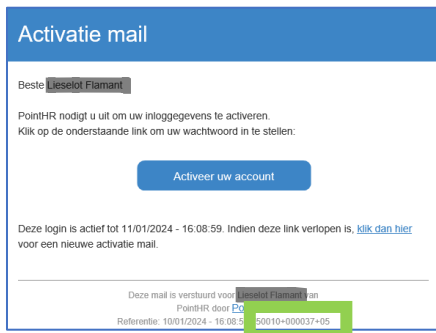 Activatie mail
Beste Lieselot Flamant
PointHR nodigt u uit om uw inloggegevens te activeren.
Klik op de onderstaande link om uw wachtwoord in te stellen:
Activeer uw account
Deze login is actief tot 11/01/2024 - 16:08:59. Indien deze link verlopen is, klik dan hier
voor een nieuwe activatie mail.
Deze mail is verstuurd voor Lieselot Flamant van
PointHR door Po
Referentie: 10/01/2024 - 16:08:5 50010+000037+05